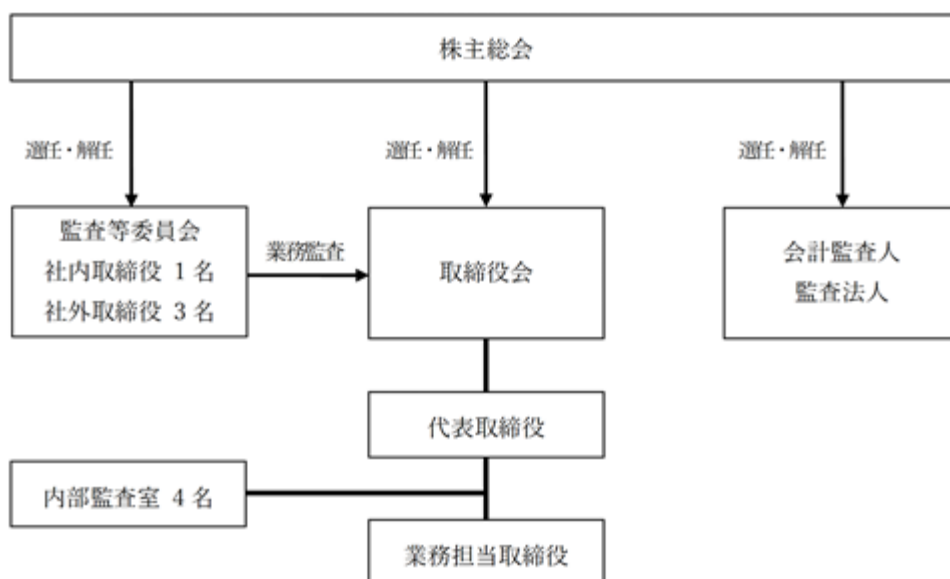 株主総会
選任・解任
選任・解任
選任・解任
監査等委員会
社内取締役 1 名
社外取締役 3 名
業務監査
取締役会
会計監査人
監査法人
代表取締役
内部監査室 4 名
業務担当取締役